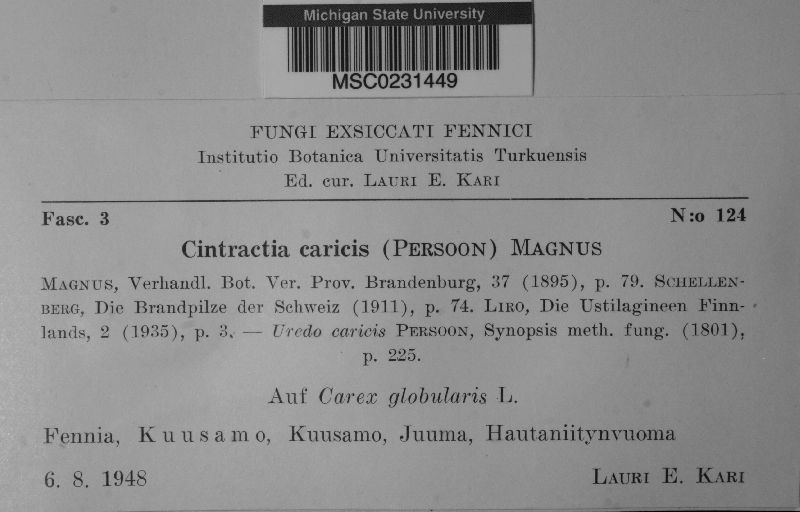 Michigan State University
MSC0231449
FUNGI EXSICCATI FENNICI
Institutio Botanica Universitatis Turkuensis
Ed. cur. LAURI E. KARI
Fasc. 3 N:o 124
Cintractia caricis (PERSOON) MAGNUS
MAGNUS, Verhandl. Bot. Ver. Prov. Brandenburg, 37 (1895), p. 79. SCHELLEN-
BERG, Die Brandpilze der Schweiz (1911), p. 74. LIRO, Die Ustilagineen Finn-
lands, 2 (1935), p. 3. — Uredo caricis PERSOON, Synopsis meth. fung. (1801),
p. 225.
Auf Carex globularis L.
Fennia, Kuusamo, Kuusamo, Juuma, Hautaniitynvuoma
6. 8. 1948 LAURI E. KARI